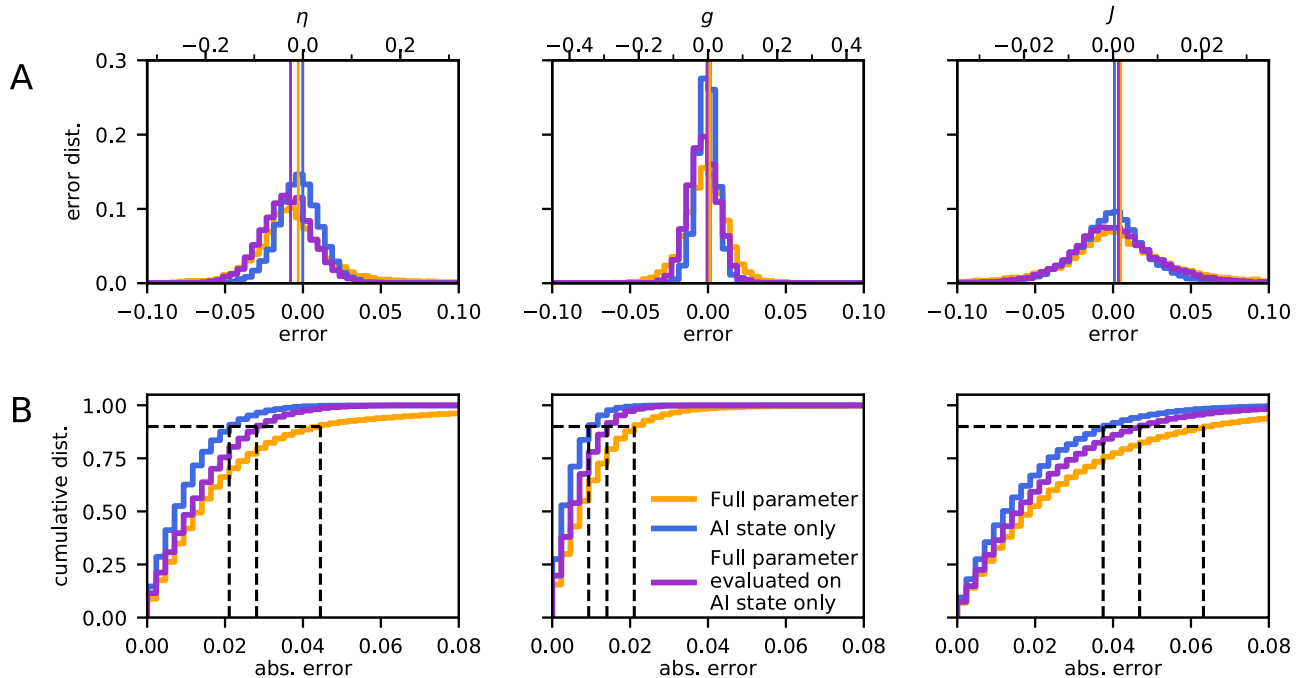 η g J
−0.2 0.0 0.2 −0.4 −0.2 0.0 0.2 0.4 −0.02 0.00 0.02
A
0.3
0.2
0.1
0.0
error dist.
−0.10 −0.05 0.00 0.05 0.10 −0.10 −0.05 0.00 0.05 0.10 −0.10 −0.05 0.00 0.05 0.10
error error error
B
1.00
0.75
0.50
0.25
0.00
cumulative dist.
Full parameter
AI state only
Full parameter
evaluated on
AI state only
0.00 0.02 0.04 0.06 0.08 0.00 0.02 0.04 0.06 0.08 0.00 0.02 0.04 0.06 0.08
abs. error abs. error abs. error